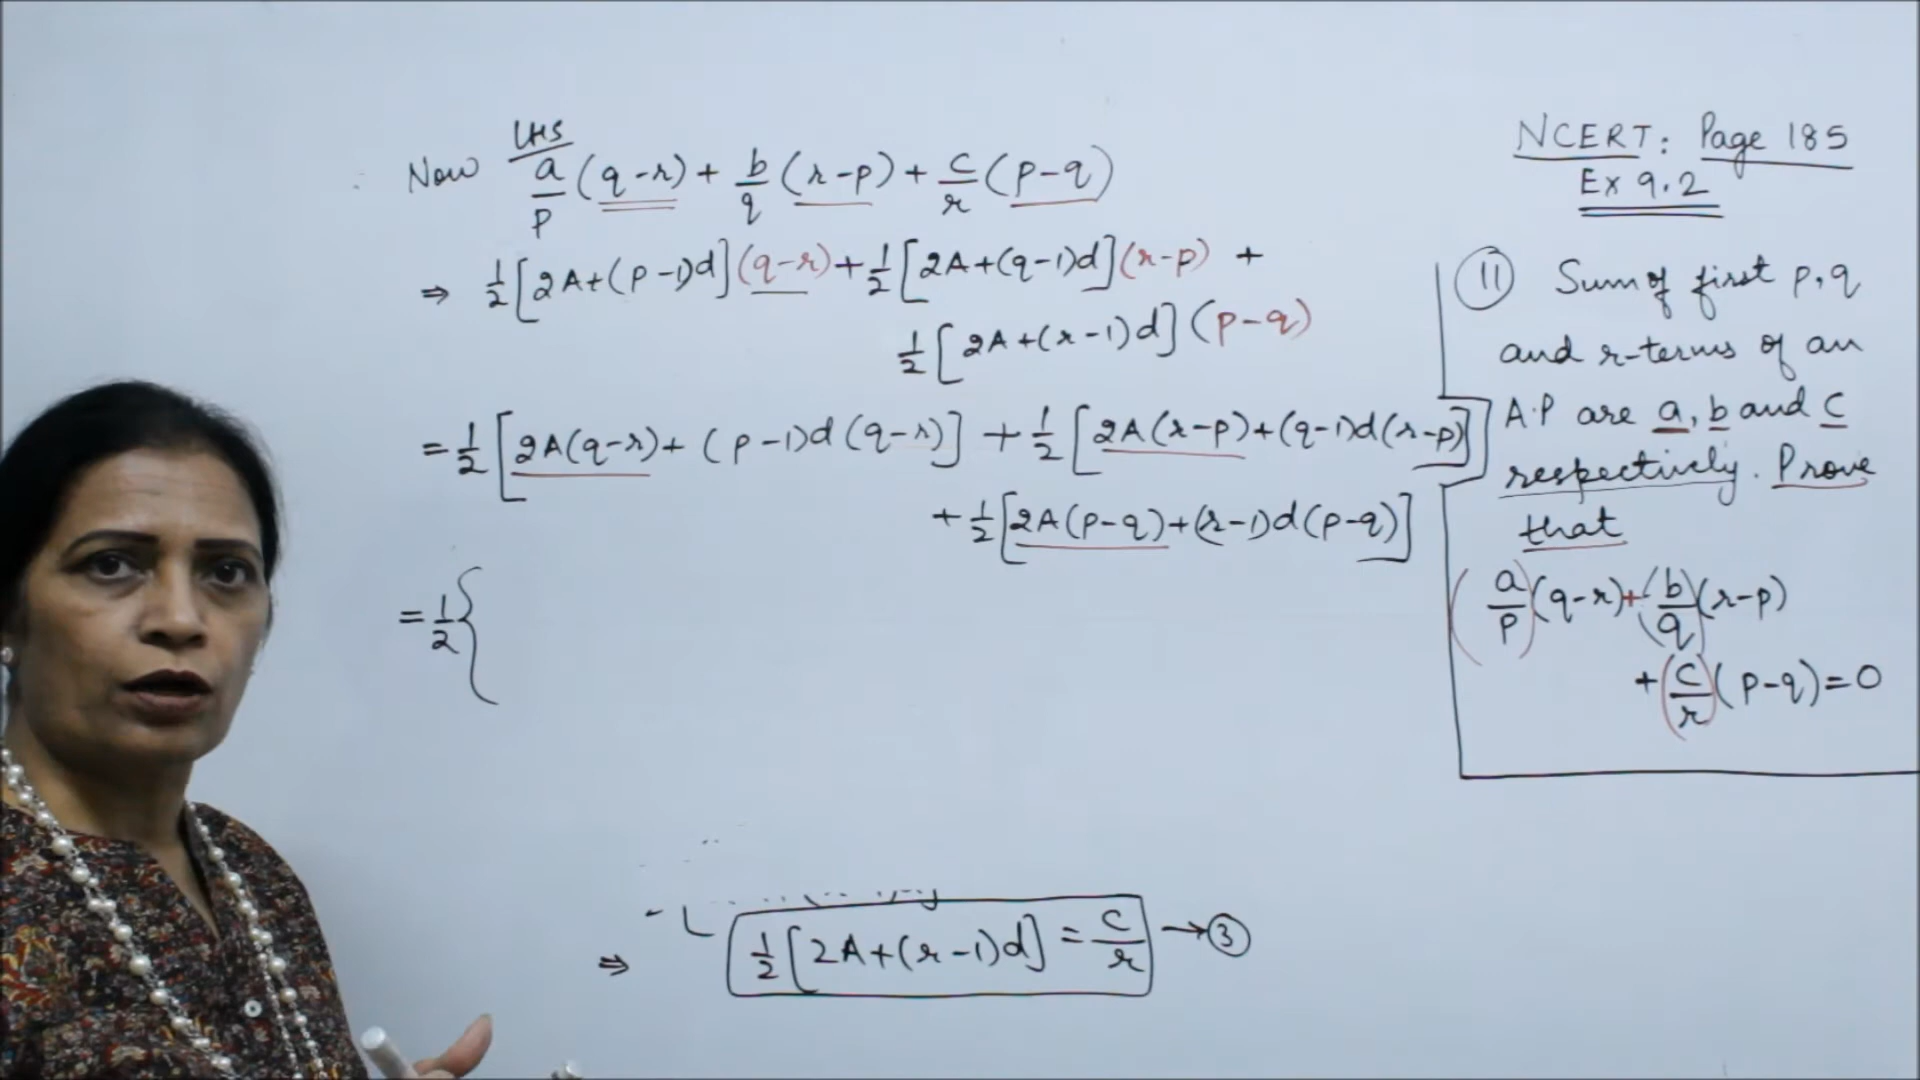 LHS
Now a/p (q-r) + b/q (r-p) + c/r (p-q)
⇒ 1/2 [2A+(p-1)d] (q-r) + 1/2 [2A+(q-1)d] (r-p) +
1/2 [2A+(r-1)d] (p-q)
= 1/2 [2A(q-r) + (p-1)d(q-r)] + 1/2 [2A(r-p)+(q-1)d(r-p)]
+ 1/2 [2A(p-q)+(r-1)d(p-q)]
= 1/2 {
⇒ 1/2 [2A+(r-1)d] = c/r → ③
NCERT: Page 185
Ex 9.2
⑪ Sum of first p, q
and r-terms of an
A.P are a, b and c
respectively. Prove
that
(a/p) (q-r) + (b/q) (r-p)
+ (c/r) (p-q) = 0